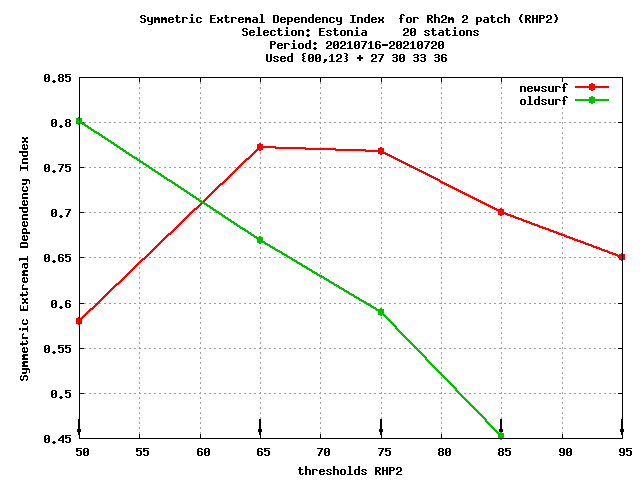 Symmetric Extremal Dependency Index  for Rh2m 2 patch (RHP2)
Selection: Estonia     20 stations
Period: 20210716-20210720
Used {00,12} + 27 30 33 36
newsurf
oldsurf
Symmetric Extremal Dependency Index
0.85
0.8
0.75
0.7
0.65
0.6
0.55
0.5
0.45
50 55 60 65 70 75 80 85 90 95
thresholds RHP2